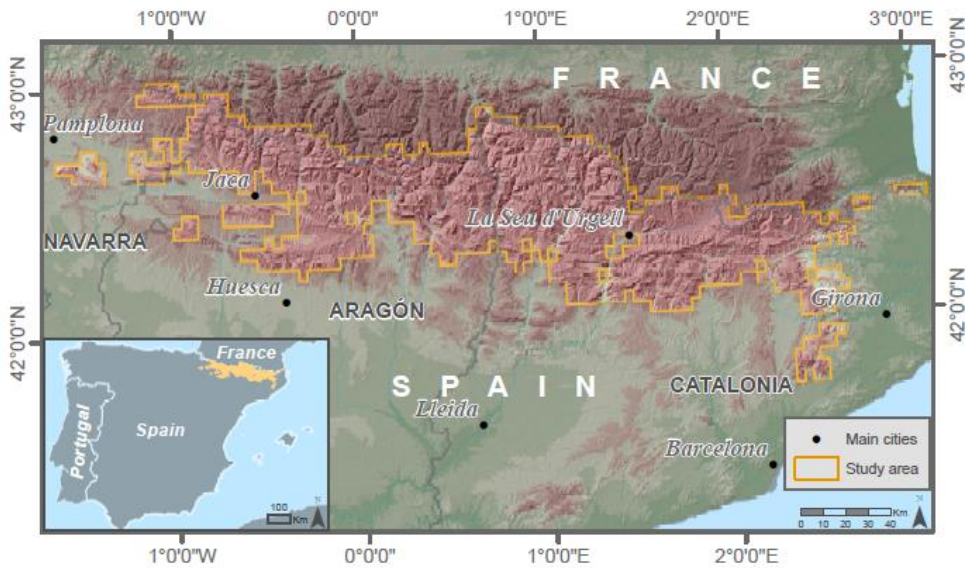 1°0'0"W
0°0'0"
1°0'0"E
2°0'0"E
3°0'0"E
43°0'0"N
43°0'0"N
FRANCE
Pamplona
Jaca
La Seu d'Urgell
NAVARRA
Huesca
ARAGÓN
Girona
42°0'0"N
42°0'0"N
SPAIN
CATALONIA
Lleida
Barcelona
France
Portugal
Spain
100
Km
N
Main cities
Study area
N
0 10 20 30 40 Km
1°0'0"W
0°0'0"
1°0'0"E
2°0'0"E